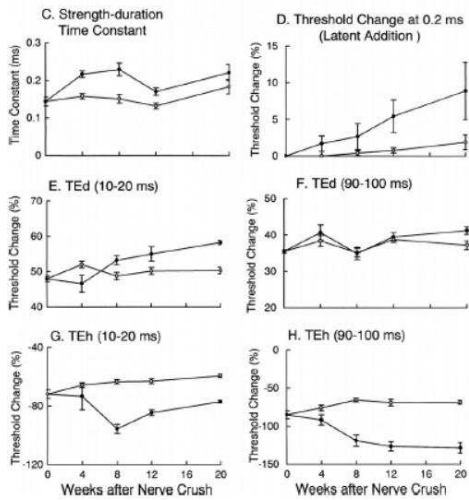 C. Strength-duration
Time Constant
Time Constant (ms)
0.3
0.2
0.1
0
D. Threshold Change at 0.2 ms
(Latent Addition )
Threshold Change (%)
15
10
5
0
E. TEd (10-20 ms)
Threshold Change (%)
70
60
50
40
F. TEd (90-100 ms)
Threshold Change (%)
50
40
30
20
G. TEh (10-20 ms)
Threshold Change (%)
-40
-80
-120
0 4 8 12 16 20
Weeks after Nerve Crush
H. TEh (90-100 ms)
Threshold Change (%)
0
-50
-100
-150
0 4 8 12 16 20
Weeks after Nerve Crush